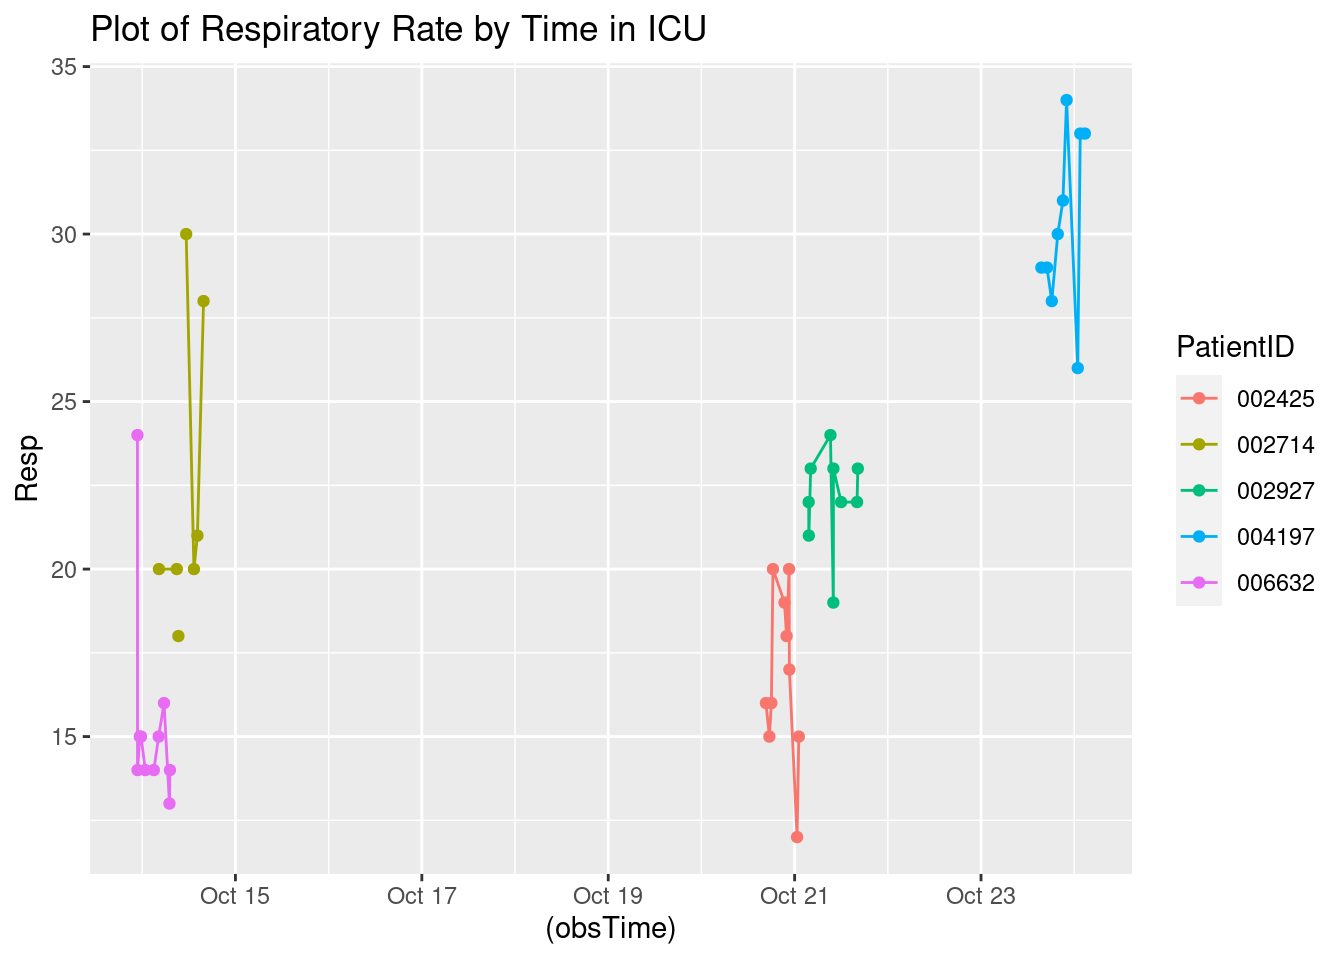 Plot of Respiratory Rate by Time in ICU
35
30
25
20
15
Resp
Oct 15
Oct 17
Oct 19
Oct 21
Oct 23
(obsTime)
PatientID
002425
002714
002927
004197
006632